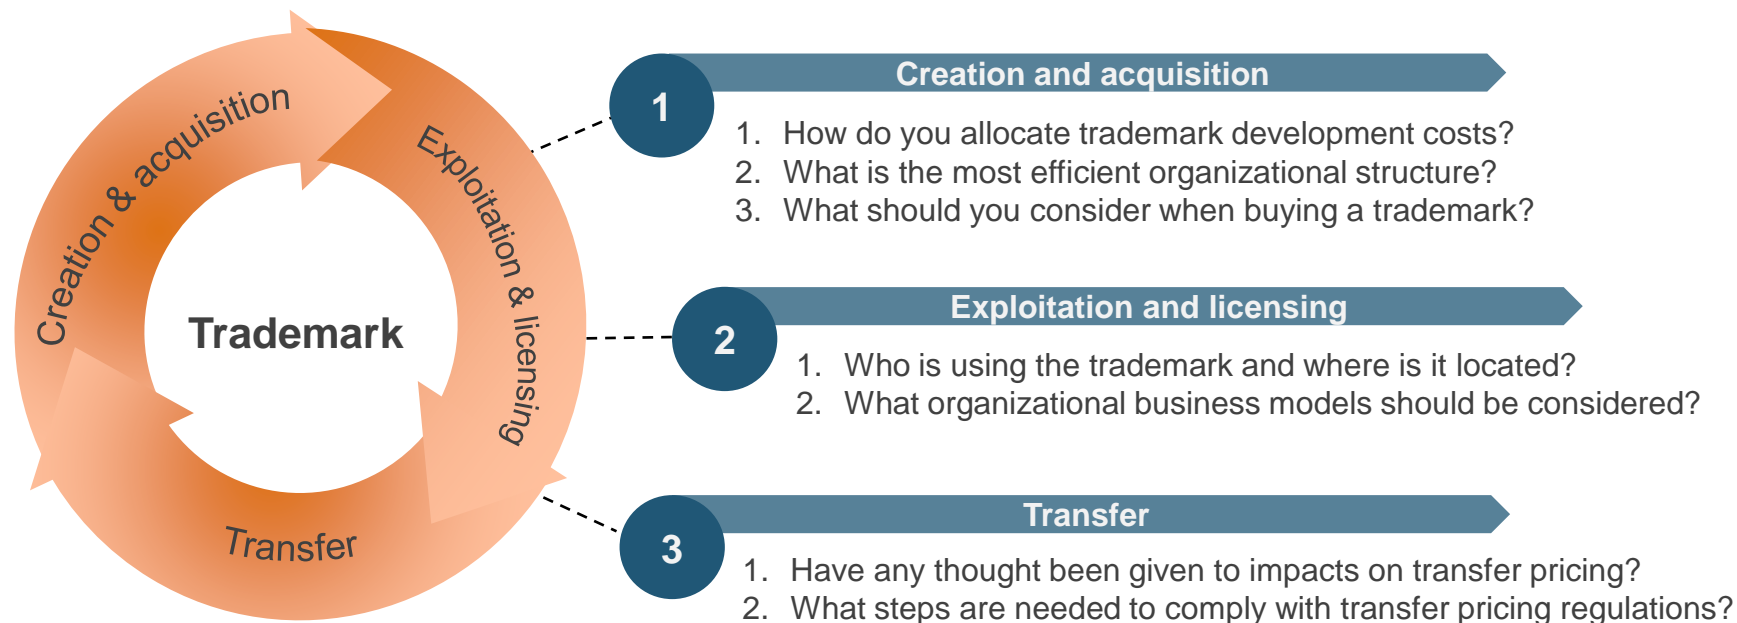 Creation & acquisition
Exploitation & licensing
Transfer
Trademark
1
Creation and acquisition
1. How do you allocate trademark development costs?
2. What is the most efficient organizational structure?
3. What should you consider when buying a trademark?
2
Exploitation and licensing
1. Who is using the trademark and where is it located?
2. What organizational business models should be considered?
3
Transfer
1. Have any thought been given to impacts on transfer pricing?
2. What steps are needed to comply with transfer pricing regulations?